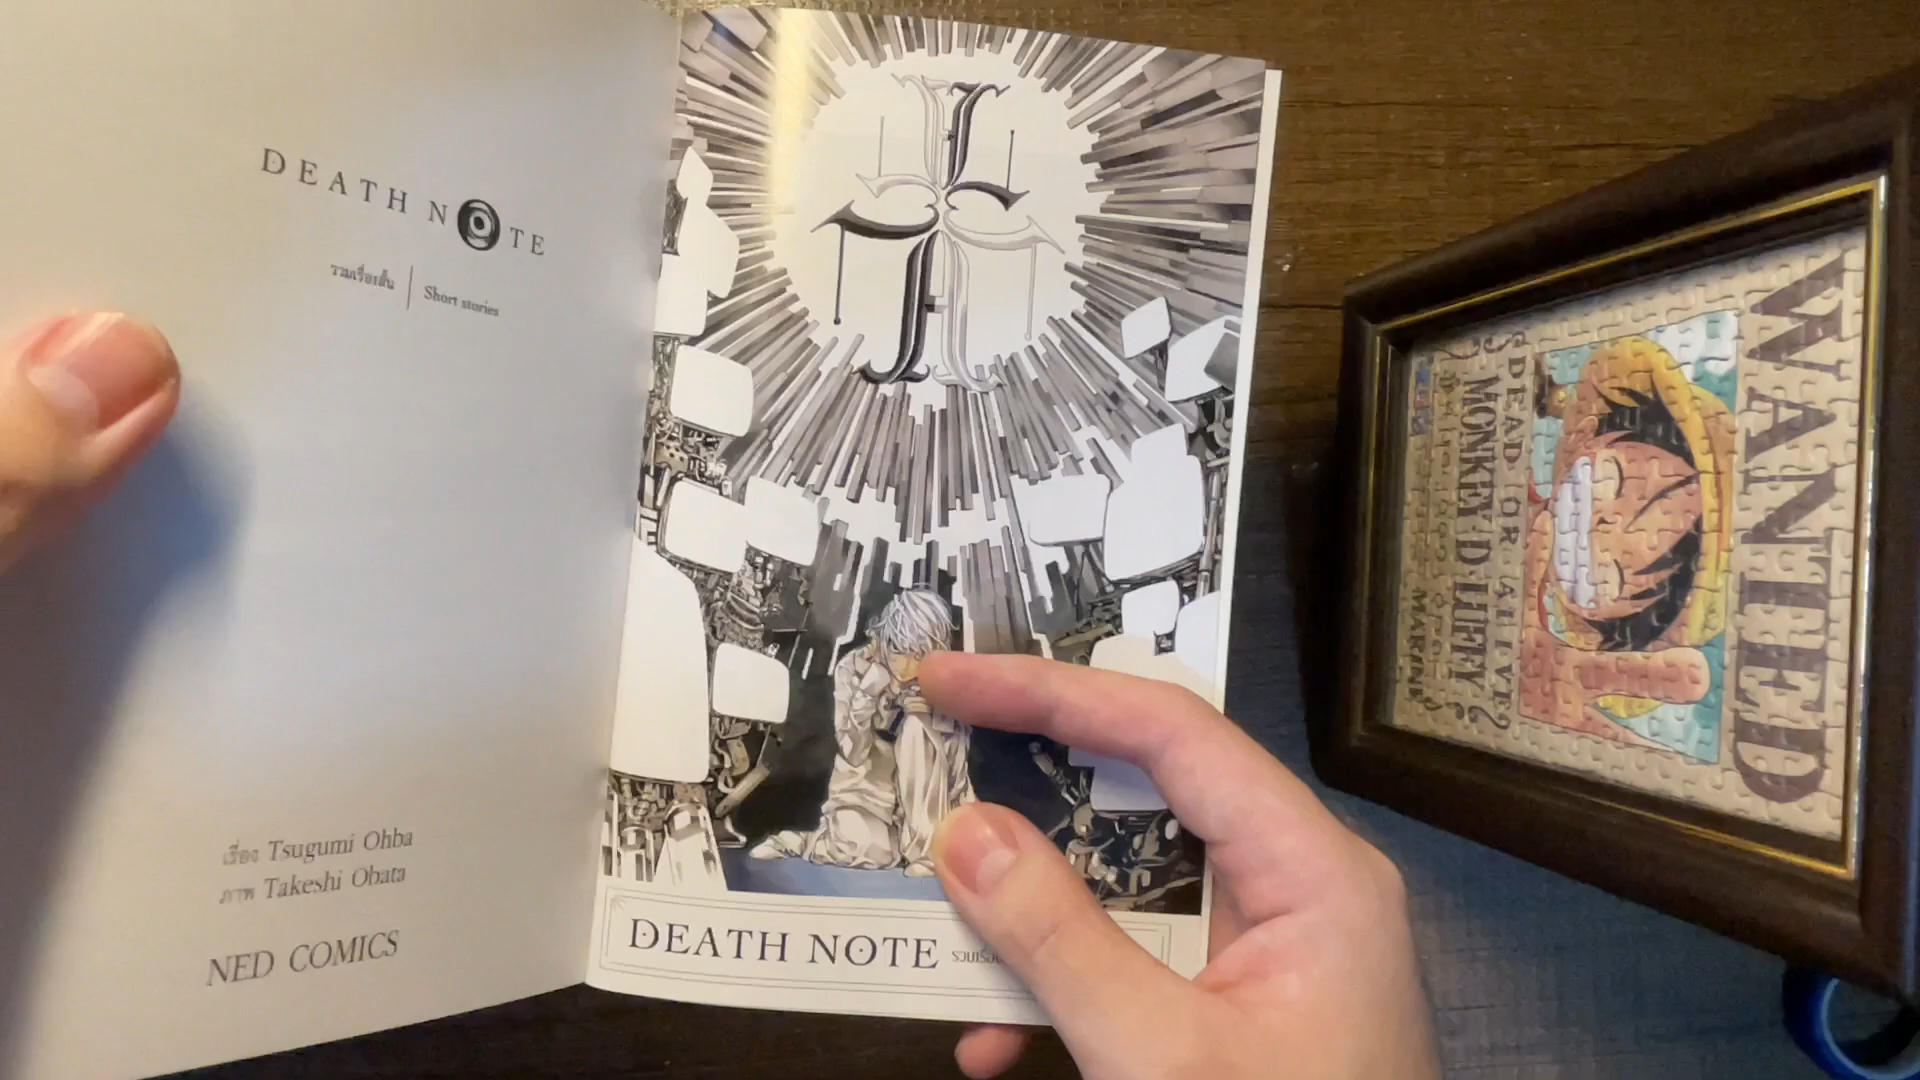 DEATH NOTE
รวมเรื่องสั้น | Short stories
เรื่อง Tsugumi Ohba
ภาพ Takeshi Obata
NED COMICS
DEATH NOTE
WANTED
DEAD OR ALIVE
MONKEY D LUFFY
MARINE